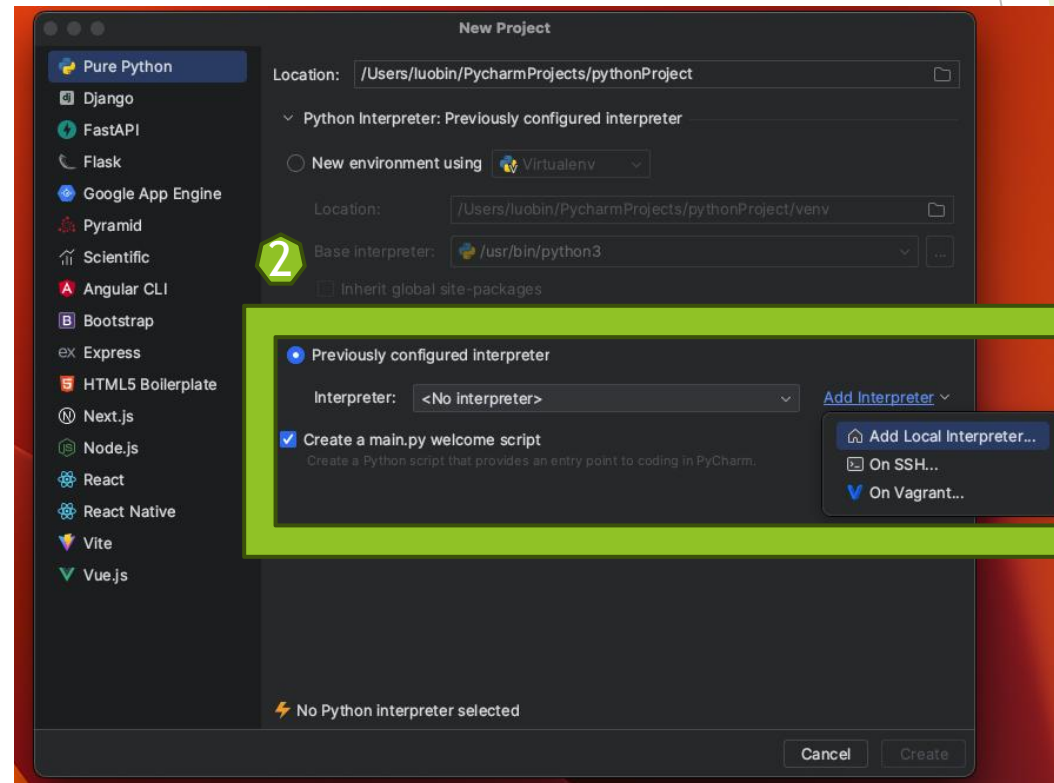 New Project
Pure Python
Django
FastAPI
Flask
Google App Engine
Pyramid
Scientific
Angular CLI
Bootstrap
Express
HTML5 Boilerplate
Next.js
Node.js
React
React Native
Vite
Vue.js
Location: /Users/luobin/PycharmProjects/pythonProject
Python Interpreter: Previously configured interpreter
New environment using Virtualenv
Location: /Users/luobin/PycharmProjects/pythonProject/venv
2
Base interpreter: /usr/bin/python3 ...
Inherit global site-packages
Previously configured interpreter
Interpreter: <No interpreter> Add Interpreter
Add Local Interpreter...
On SSH...
On Vagrant...
Create a main.py welcome script
Create a Python script that provides an entry point to coding in PyCharm.
No Python interpreter selected
Cancel Create